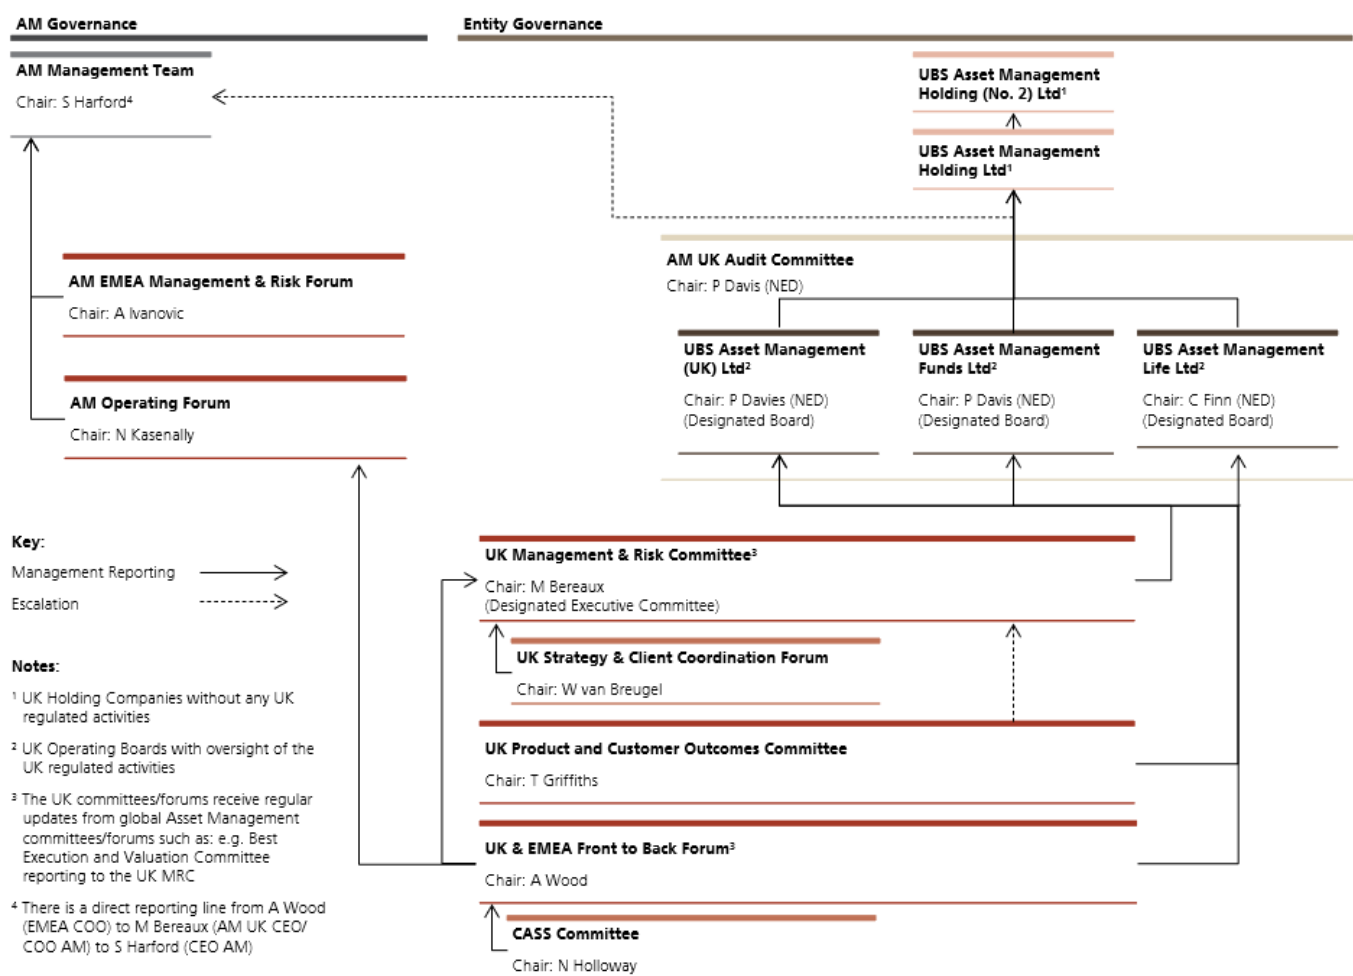 AM Governance
Entity Governance
AM Management Team
Chair: S Harford⁴
UBS Asset Management
Holding (No. 2) Ltd¹
UBS Asset Management
Holding Ltd¹
AM EMEA Management & Risk Forum
Chair: A Ivanovic
AM Operating Forum
Chair: N Kasenally
AM UK Audit Committee
Chair: P Davis (NED)
UBS Asset Management
(UK) Ltd²
Chair: P Davies (NED)
(Designated Board)
UBS Asset Management
Funds Ltd²
Chair: P Davis (NED)
(Designated Board)
UBS Asset Management
Life Ltd²
Chair: C Finn (NED)
(Designated Board)
UK Management & Risk Committee³
Chair: M Bereaux
(Designated Executive Committee)
UK Strategy & Client Coordination Forum
Chair: W van Breugel
UK Product and Customer Outcomes Committee
Chair: T Griffiths
UK & EMEA Front to Back Forum³
Chair: A Wood
CASS Committee
Chair: N Holloway
Key:
Management Reporting
Escalation
Notes:
¹ UK Holding Companies without any UK
regulated activities
² UK Operating Boards with oversight of the
UK regulated activities
³ The UK committees/forums receive regular
updates from global Asset Management
committees/forums such as: e.g. Best
Execution and Valuation Committee
reporting to the UK MRC
⁴ There is a direct reporting line from A Wood
(EMEA COO) to M Bereaux (AM UK CEO/
COO AM) to S Harford (CEO AM)